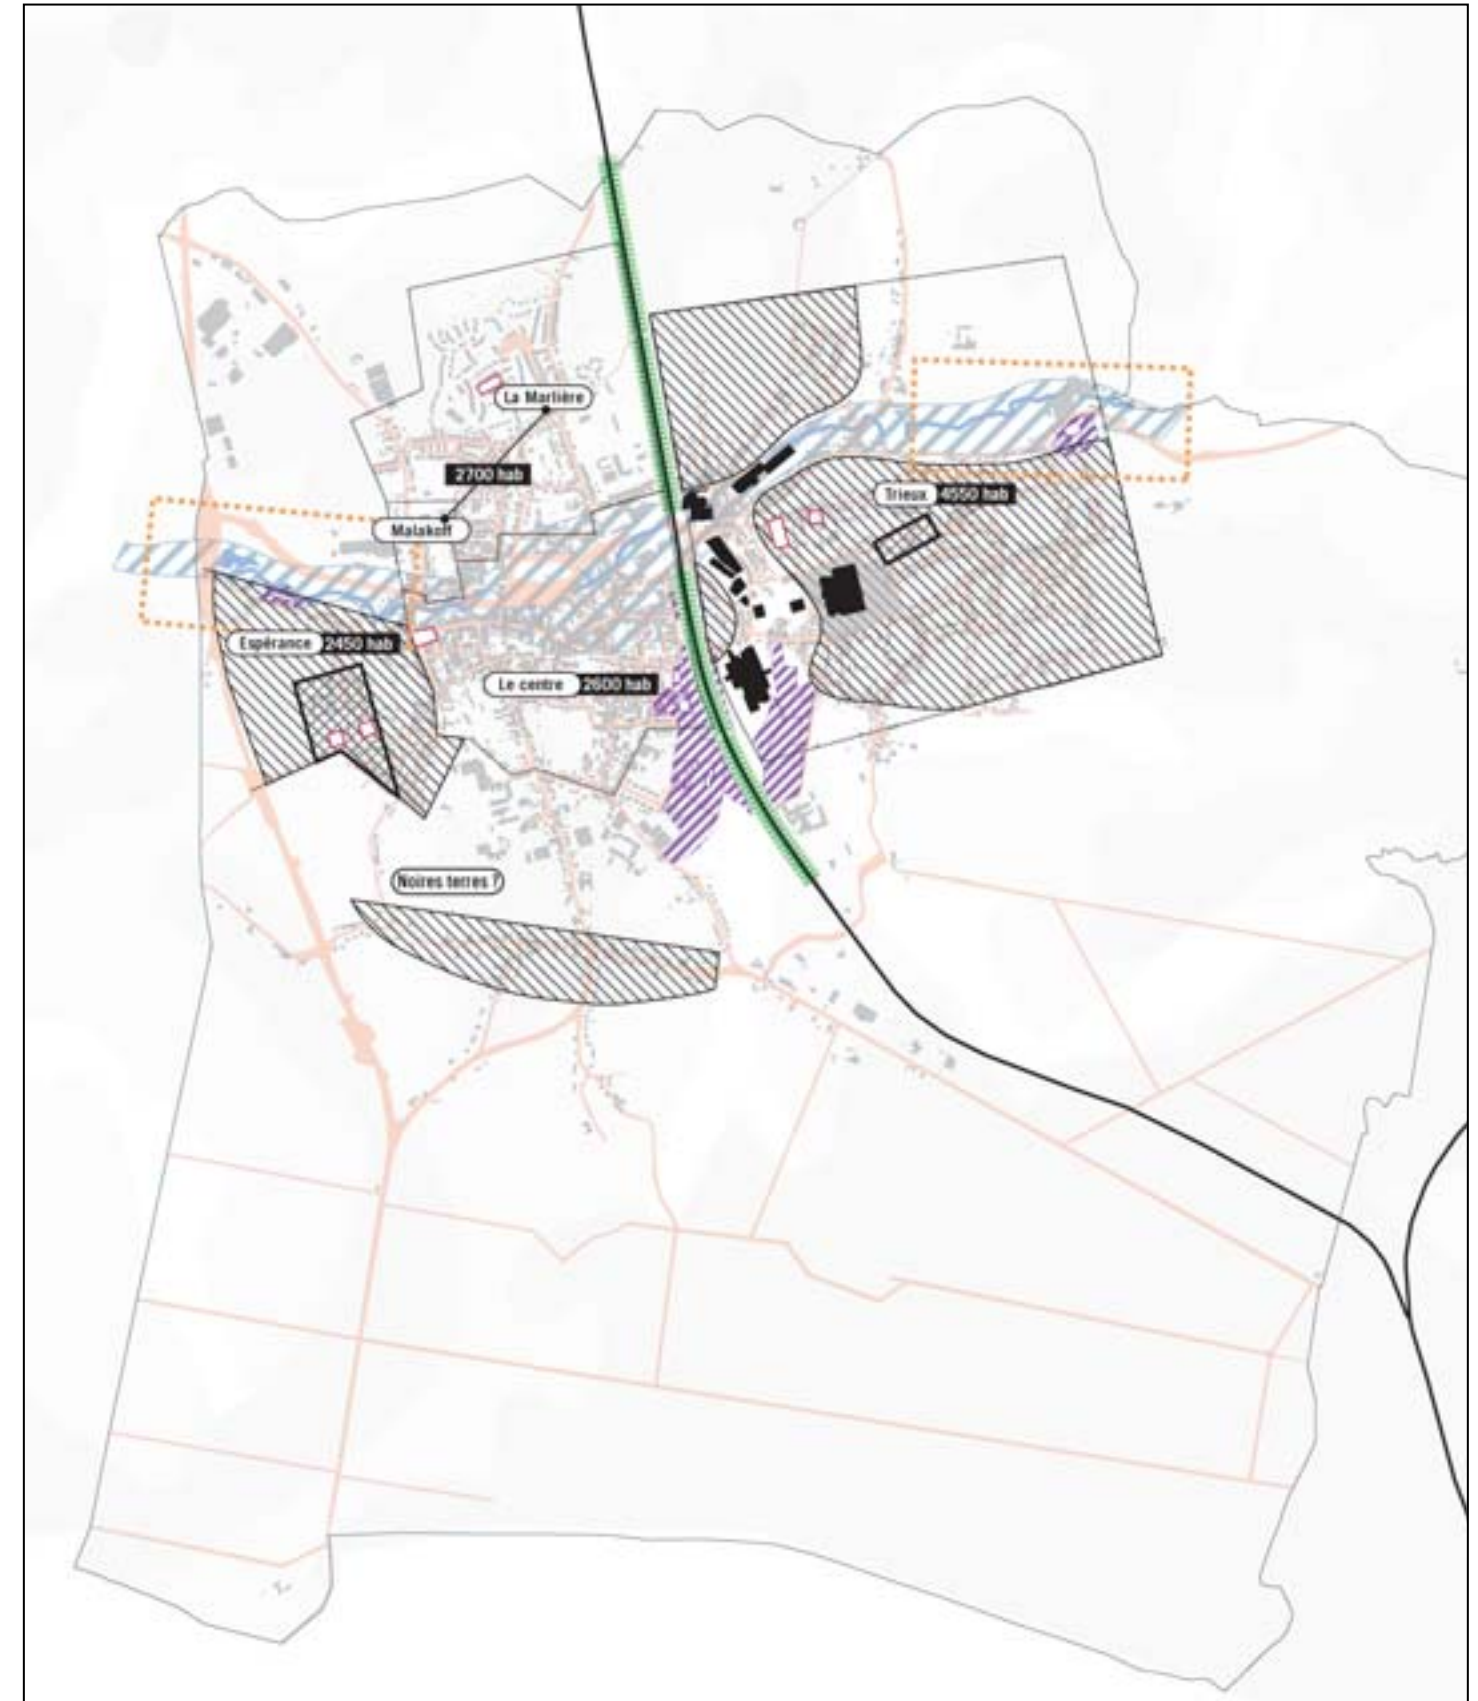 La Marlière
2700 hab
Trieux 4550 hab
Malakoff
Espérance 2450 hab
Le centre 2600 hab
Noires terres ?